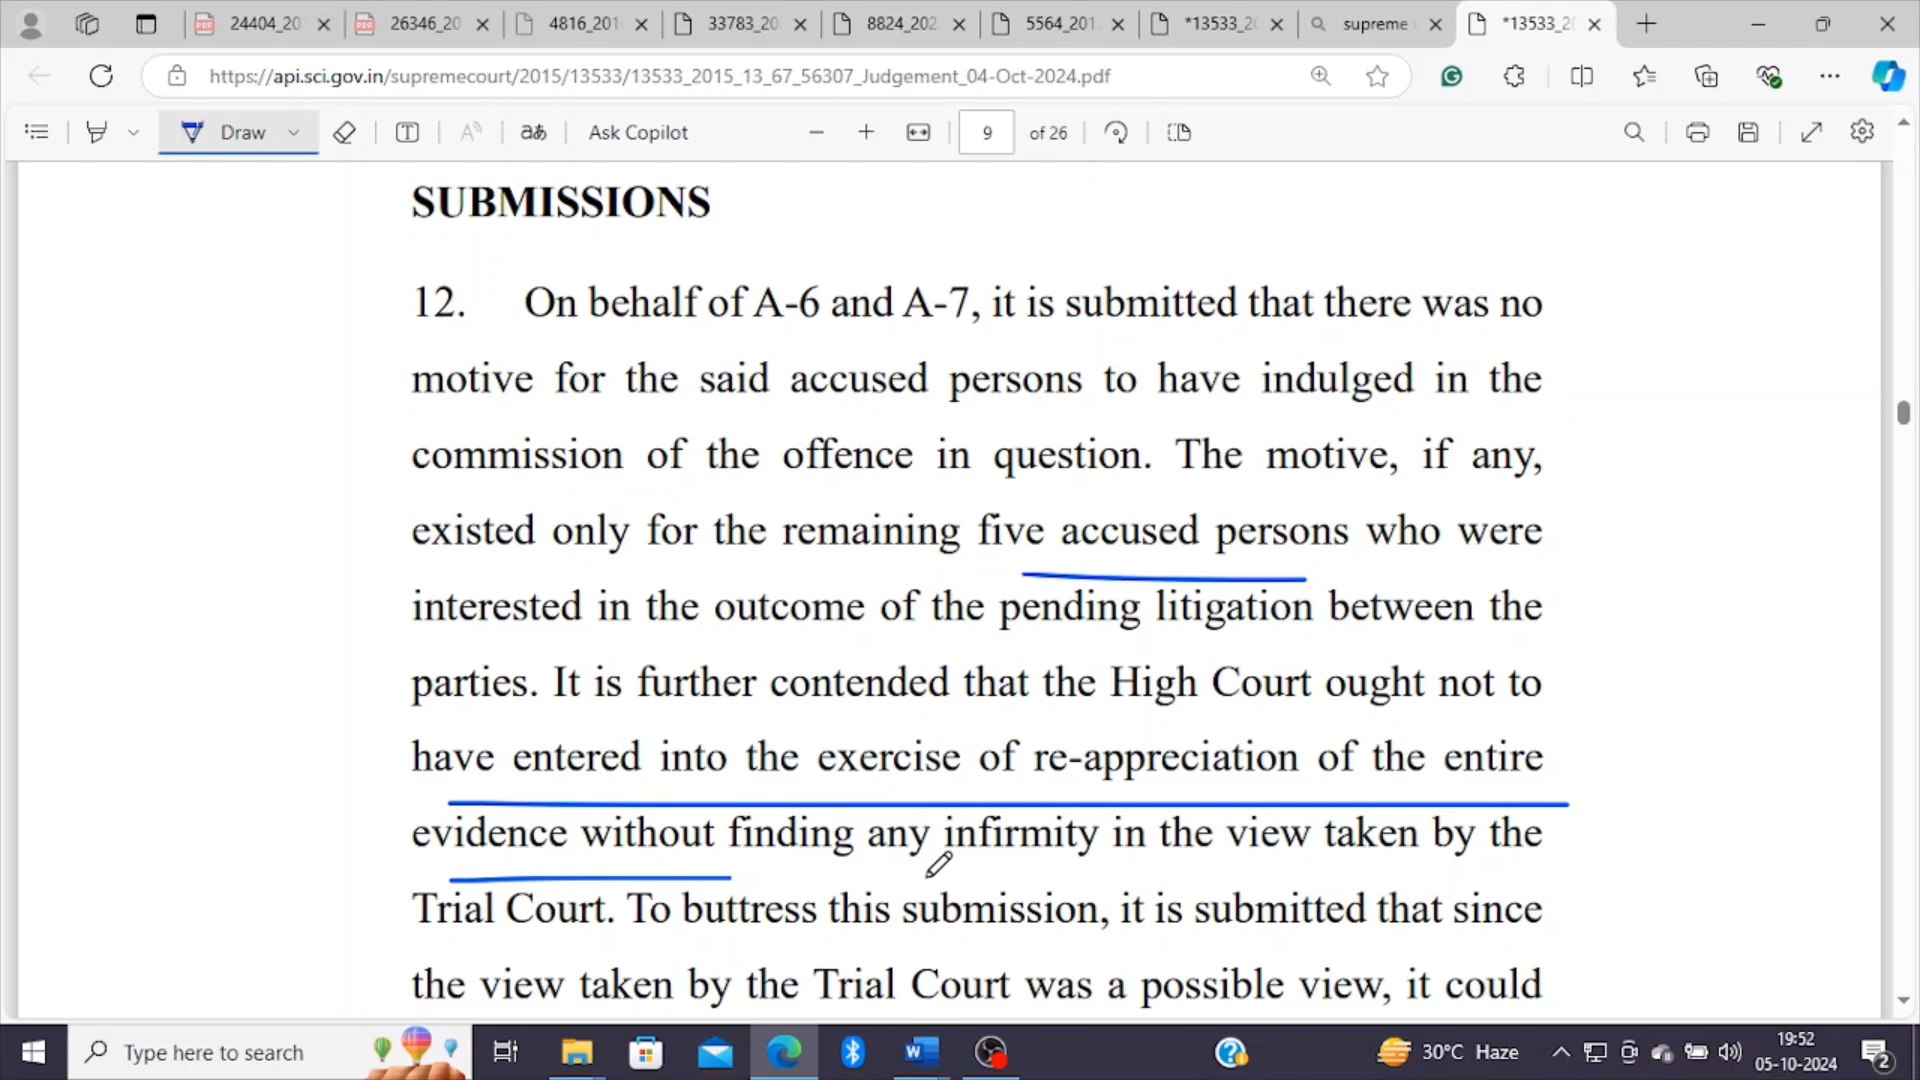 24404_20
26346_20
4816_201
33783_20
8824_202
5564_201
*13533_20
supreme
*13533_20
https://api.sci.gov.in/supremecourt/2015/13533/13533_2015_13_67_56307_Judgement_04-Oct-2024.pdf
Draw
T
A
aあ
Ask Copilot
9
of 26
SUBMISSIONS
12. On behalf of A-6 and A-7, it is submitted that there was no
motive for the said accused persons to have indulged in the
commission of the offence in question. The motive, if any,
existed only for the remaining five accused persons who were
interested in the outcome of the pending litigation between the
parties. It is further contended that the High Court ought not to
have entered into the exercise of re-appreciation of the entire
evidence without finding any infirmity in the view taken by the
Trial Court. To buttress this submission, it is submitted that since
the view taken by the Trial Court was a possible view, it could
Type here to search
30°C Haze
19:52
05-10-2024
2